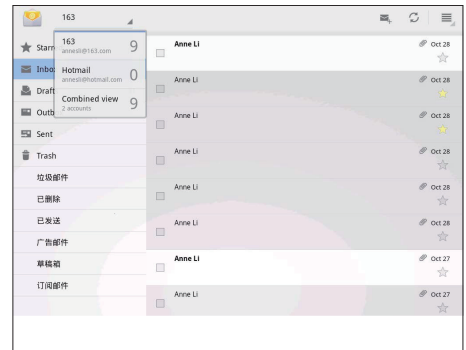 163
163
annesli@163.com
9
Hotmail
anneslí@hotmail.com
0
Combined view
2 accounts
9
Starr
Inbo
Draft
Outb
Sent
Trash
垃圾邮件
已删除
已发送
广告邮件
草稿箱
订阅邮件
Anne Li
Oct 28
Anne Li
Oct 28
Anne Li
Oct 28
Anne Li
Oct 28
Anne Li
Oct 28
Anne Li
Oct 28
Anne Li
Oct 27
Anne Li
Oct 27